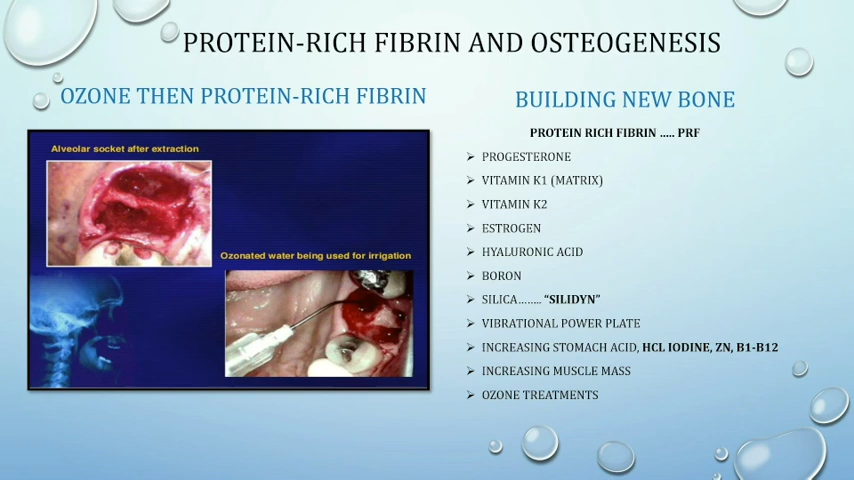 PROTEIN-RICH FIBRIN AND OSTEOGENESIS
OZONE THEN PROTEIN-RICH FIBRIN
Alveolar socket after extraction
Ozonated water being used for irrigation
BUILDING NEW BONE
PROTEIN RICH FIBRIN ..... PRF
➢ PROGESTERONE
➢ VITAMIN K1 (MATRIX)
➢ VITAMIN K2
➢ ESTROGEN
➢ HYALURONIC ACID
➢ BORON
➢ SILICA........ “SILIDYN”
➢ VIBRATIONAL POWER PLATE
➢ INCREASING STOMACH ACID, HCL IODINE, ZN, B1-B12
➢ INCREASING MUSCLE MASS
➢ OZONE TREATMENTS